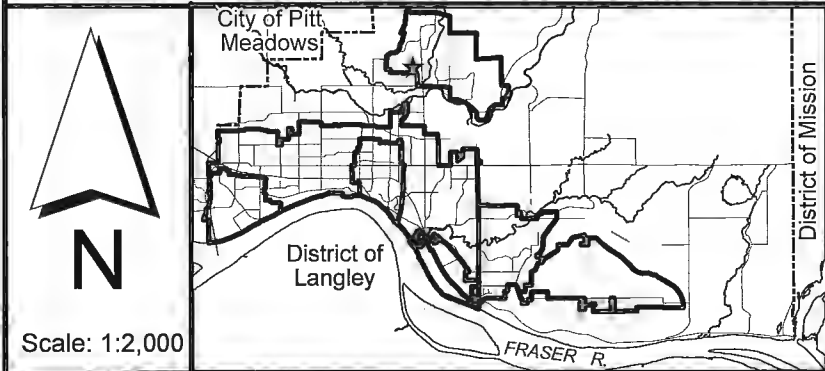 City of Pitt
Meadows
District of Mission
District of
Langley
N
Scale: 1:2,000
FRASER R.